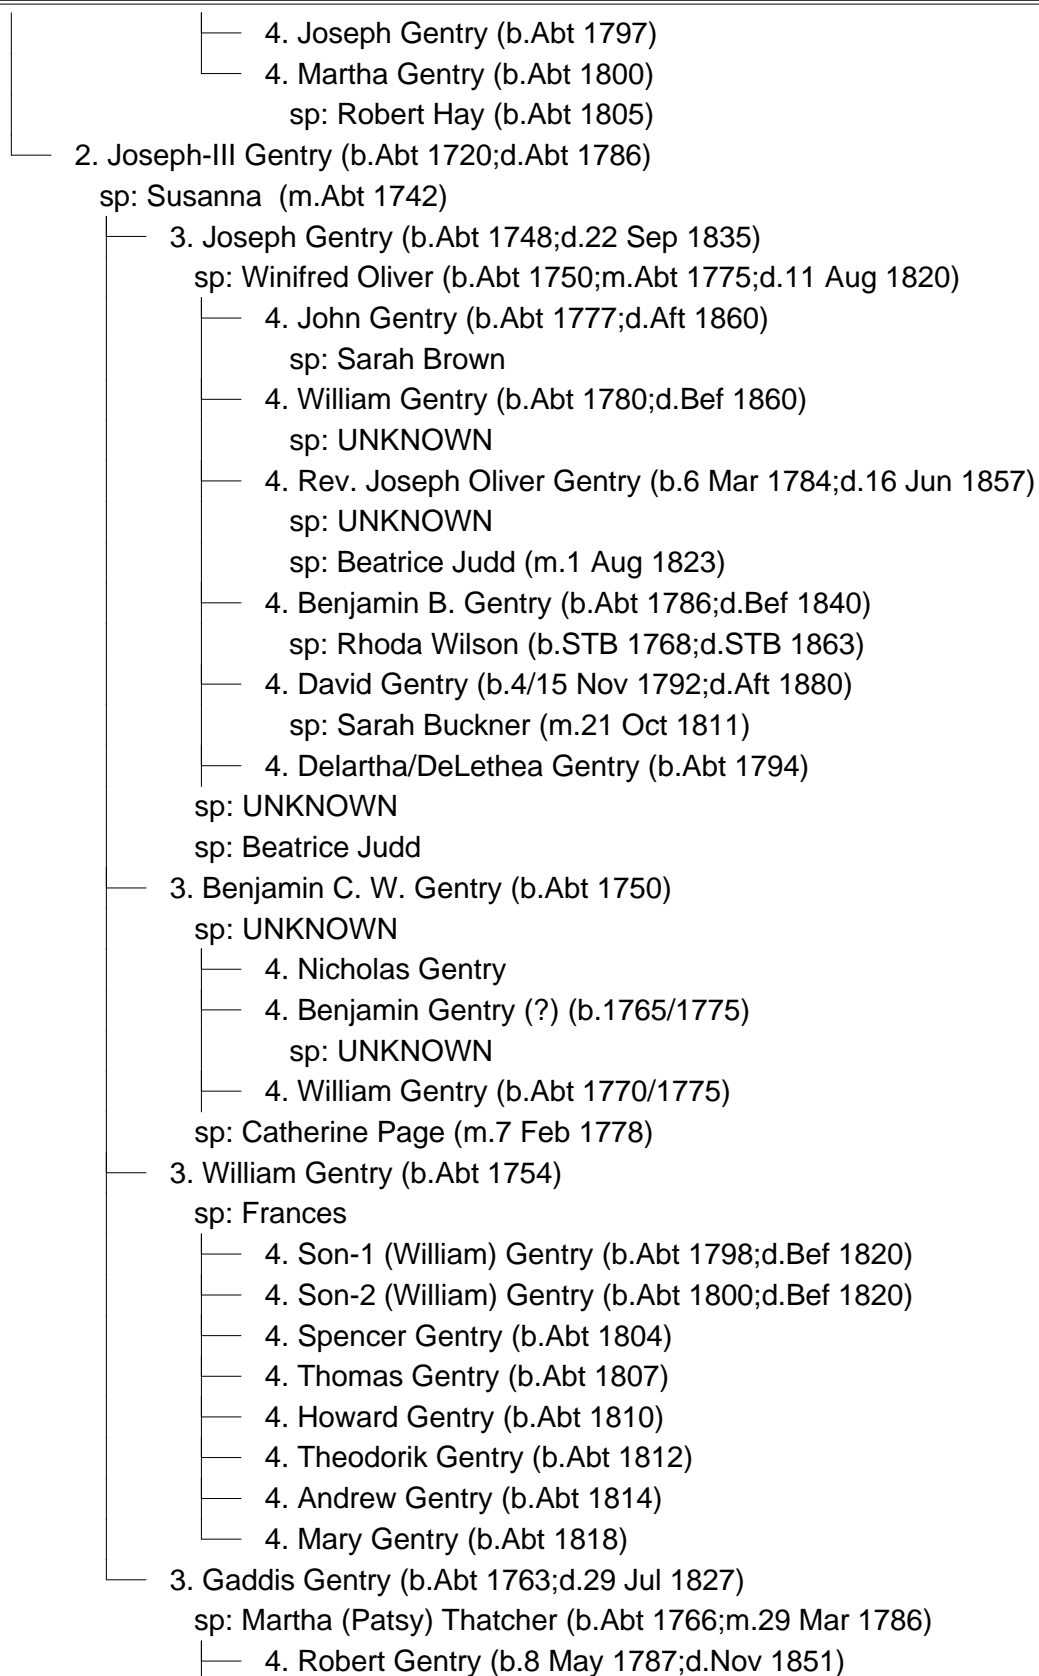 4. Joseph Gentry (b.Abt 1797)
4. Martha Gentry (b.Abt 1800)
sp: Robert Hay (b.Abt 1805)
2. Joseph-III Gentry (b.Abt 1720;d.Abt 1786)
sp: Susanna (m.Abt 1742)
3. Joseph Gentry (b.Abt 1748;d.22 Sep 1835)
sp: Winifred Oliver (b.Abt 1750;m.Abt 1775;d.11 Aug 1820)
4. John Gentry (b.Abt 1777;d.Aft 1860)
sp: Sarah Brown
4. William Gentry (b.Abt 1780;d.Bef 1860)
sp: UNKNOWN
4. Rev. Joseph Oliver Gentry (b.6 Mar 1784;d.16 Jun 1857)
sp: UNKNOWN
sp: Beatrice Judd (m.1 Aug 1823)
4. Benjamin B. Gentry (b.Abt 1786;d.Bef 1840)
sp: Rhoda Wilson (b.STB 1768;d.STB 1863)
4. David Gentry (b.4/15 Nov 1792;d.Aft 1880)
sp: Sarah Buckner (m.21 Oct 1811)
4. Delartha/DeLethea Gentry (b.Abt 1794)
sp: UNKNOWN
sp: Beatrice Judd
3. Benjamin C. W. Gentry (b.Abt 1750)
sp: UNKNOWN
4. Nicholas Gentry
4. Benjamin Gentry (?) (b.1765/1775)
sp: UNKNOWN
4. William Gentry (b.Abt 1770/1775)
sp: Catherine Page (m.7 Feb 1778)
3. William Gentry (b.Abt 1754)
sp: Frances
4. Son-1 (William) Gentry (b.Abt 1798;d.Bef 1820)
4. Son-2 (William) Gentry (b.Abt 1800;d.Bef 1820)
4. Spencer Gentry (b.Abt 1804)
4. Thomas Gentry (b.Abt 1807)
4. Howard Gentry (b.Abt 1810)
4. Theodorik Gentry (b.Abt 1812)
4. Andrew Gentry (b.Abt 1814)
4. Mary Gentry (b.Abt 1818)
3. Gaddis Gentry (b.Abt 1763;d.29 Jul 1827)
sp: Martha (Patsy) Thatcher (b.Abt 1766;m.29 Mar 1786)
4. Robert Gentry (b.8 May 1787;d.Nov 1851)